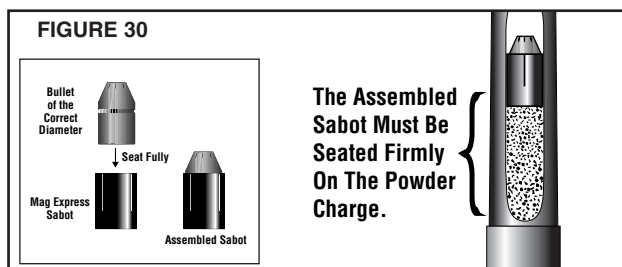 FIGURE 30
Bullet
of the
Correct
Diameter
Seat Fully
Mag Express
Sabot
Assembled Sabot
The Assembled
Sabot Must Be
Seated Firmly
On The Powder
Charge.